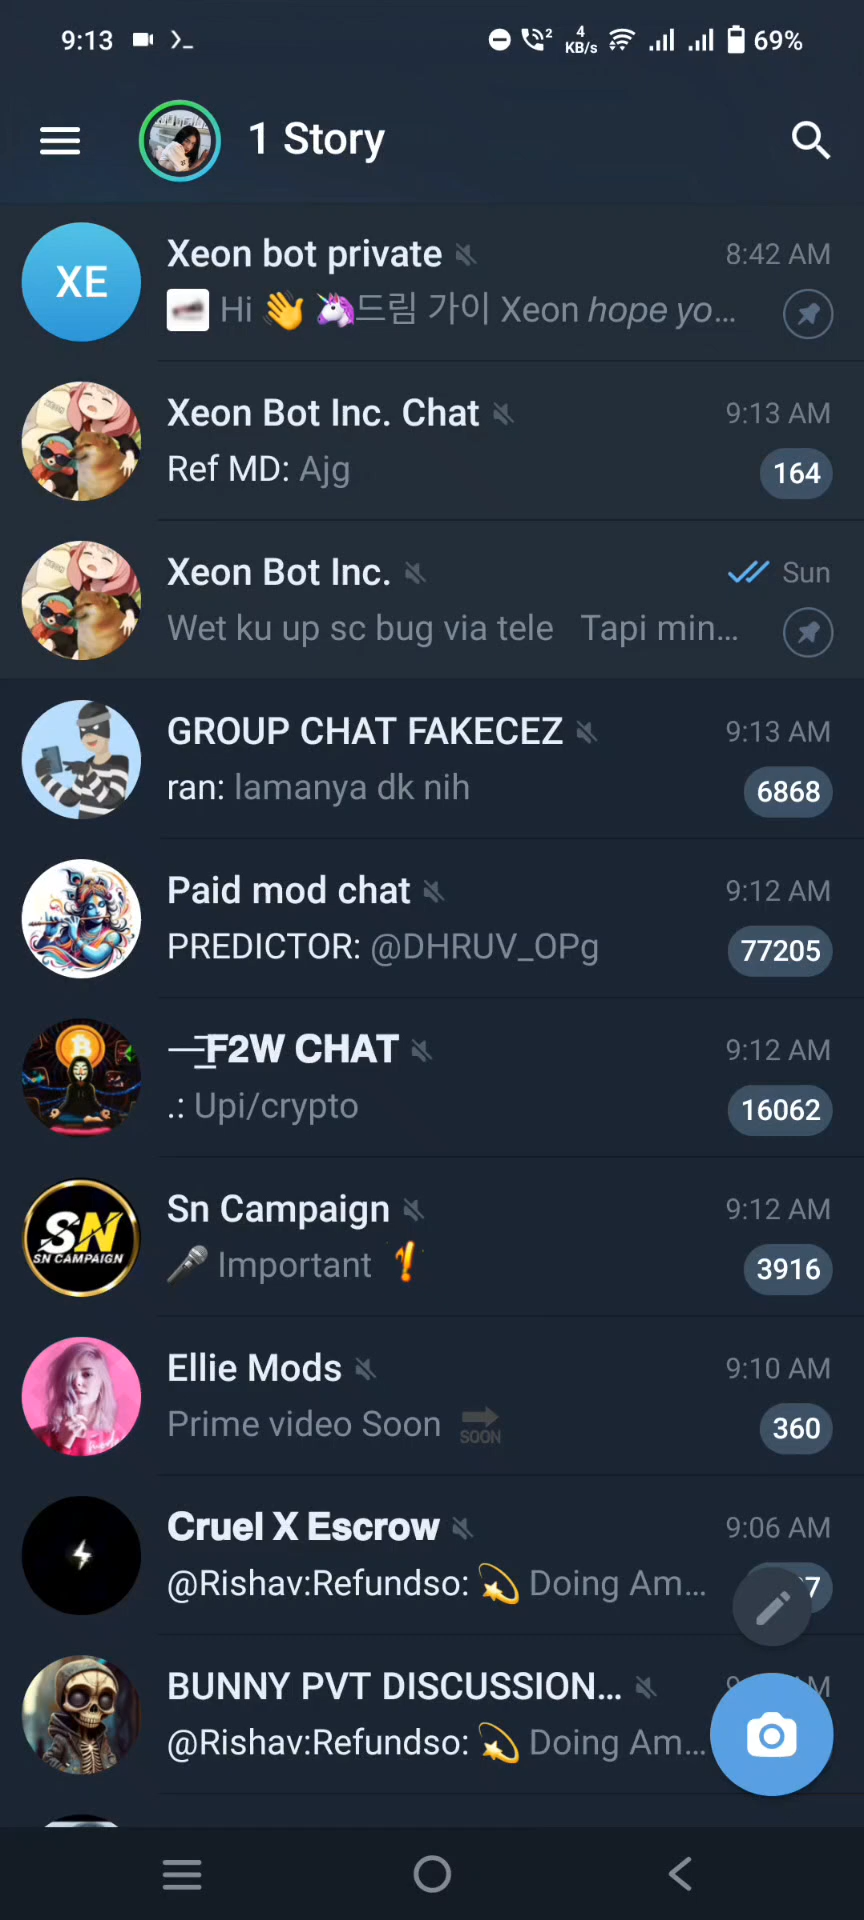 9:13
4 KB/s
2
69%
1 Story
XE
Xeon bot private
8:42 AM
Hi 👋 🦄드림 가이 Xeon hope yo...
Xeon Bot Inc. Chat
9:13 AM
Ref MD: Ajg
164
Xeon Bot Inc.
Sun
Wet ku up sc bug via tele Tapi min...
GROUP CHAT FAKECEZ
9:13 AM
ran: lamanya dk nih
6868
Paid mod chat
9:12 AM
PREDICTOR: @DHRUV_OPg
77205
F2W CHAT
9:12 AM
.: Upi/crypto
16062
SN
SN CAMPAIGN
Sn Campaign
9:12 AM
🎤 Important ❗
3916
Ellie Mods
9:10 AM
Prime video Soon 🔜
SOON
360
Cruel X Escrow
9:06 AM
@Rishav:Refundso: 💫 Doing Am...
7
BUNNY PVT DISCUSSION...
@Rishav:Refundso: 💫 Doing Am...